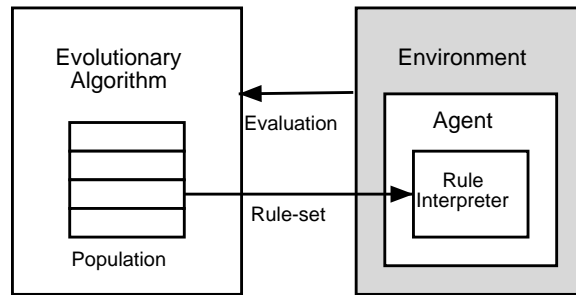 Evolutionary
Algorithm
Population
Evaluation
Rule-set
Environment
Agent
Rule
Interpreter